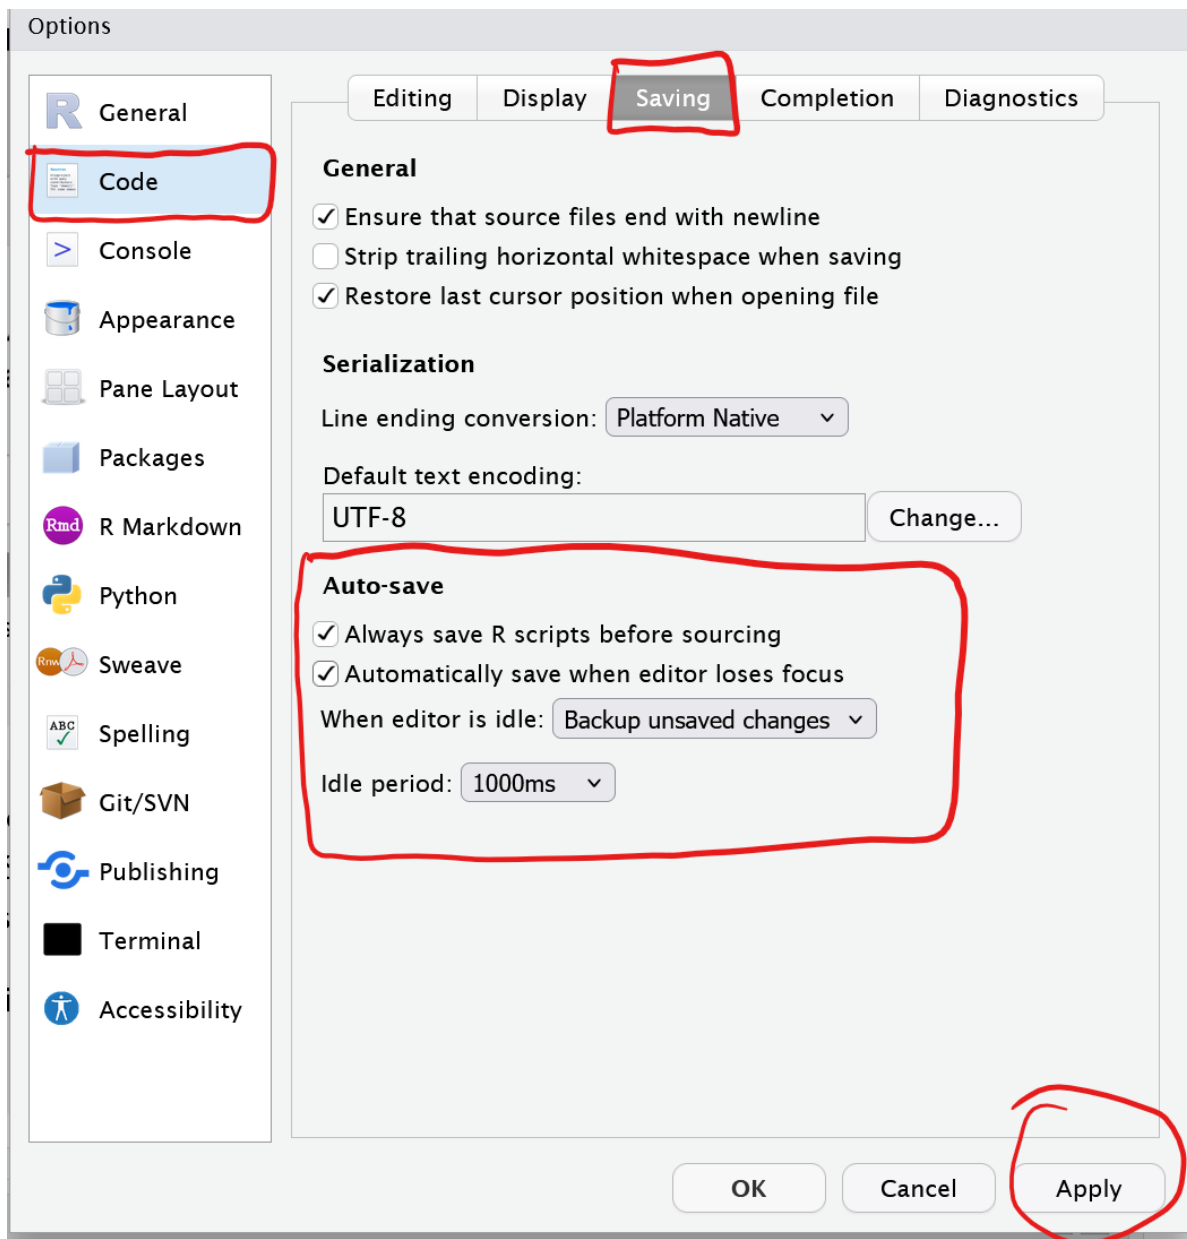 Options
General
Code
Console
Appearance
Pane Layout
Packages
Rmd R Markdown
Python
Rnw Sweave
ABC Spelling
Git/SVN
Publishing
Terminal
Accessibility
Editing Display Saving Completion Diagnostics
General
Ensure that source files end with newline
Strip trailing horizontal whitespace when saving
Restore last cursor position when opening file
Serialization
Line ending conversion: Platform Native
Default text encoding:
UTF-8 Change...
Auto-save
Always save R scripts before sourcing
Automatically save when editor loses focus
When editor is idle: Backup unsaved changes
Idle period: 1000ms
OK Cancel Apply